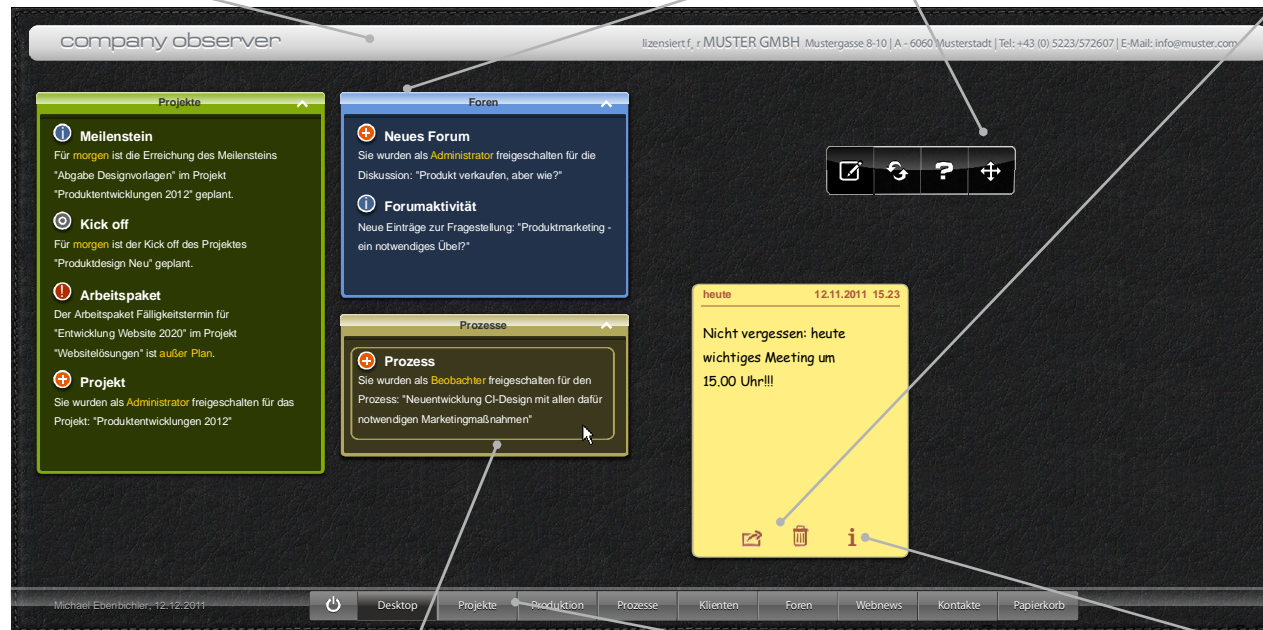 company observer
lizensiert f¸ r MUSTER GMBH Mustergasse 8-10 | A - 6060 Musterstadt | Tel: +43 (0) 5223/572607 | E-Mail: info@muster.com
Projekte
Meilenstein
Für morgen ist die Erreichung des Meilensteins
"Abgabe Designvorlagen" im Projekt
"Produktentwicklungen 2012" geplant.
Kick off
Für morgen ist der Kick off des Projektes
"Produktdesign Neu" geplant.
Arbeitspaket
Der Arbeitspaket Fälligkeitstermin für
"Entwicklung Website 2020" im Projekt
"Websitelösungen" ist außer Plan.
Projekt
Sie wurden als Administrator freigeschalten für das
Projekt: "Produktentwicklungen 2012"
Foren
Neues Forum
Sie wurden als Administrator freigeschalten für die
Diskussion: "Produkt verkaufen, aber wie?"
Forumaktivität
Neue Einträge zur Fragestellung: "Produktmarketing -
ein notwendiges Übel?"
Prozesse
Prozess
Sie wurden als Beobachter freigeschalten für den
Prozess: "Neuentwicklung CI-Design mit allen dafür
notwendigen Marketingmaßnahmen"
heute 12.11.2011 15.23
Nicht vergessen: heute
wichtiges Meeting um
15.00 Uhr!!!
Michael Ebenbichler, 12.12.2011
Desktop Projekte Produktion Prozesse Klienten Foren Webnews Kontakte Papierkorb